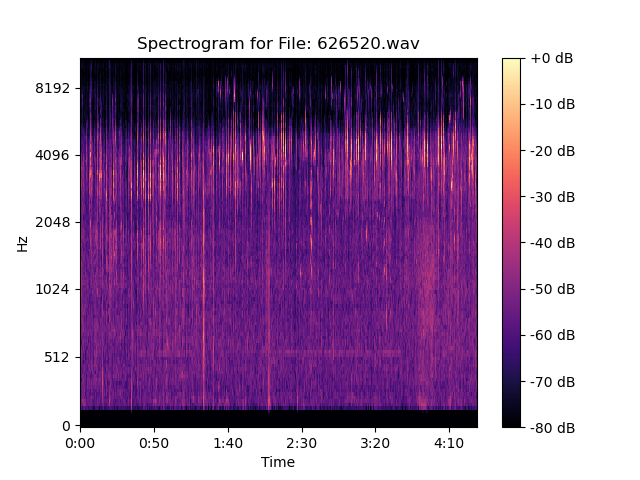 Spectrogram for File: 626520.wav
8192
4096
2048
1024
512
0
Hz
0:00
0:50
1:40
2:30
3:20
4:10
Time
+0 dB
-10 dB
-20 dB
-30 dB
-40 dB
-50 dB
-60 dB
-70 dB
-80 dB